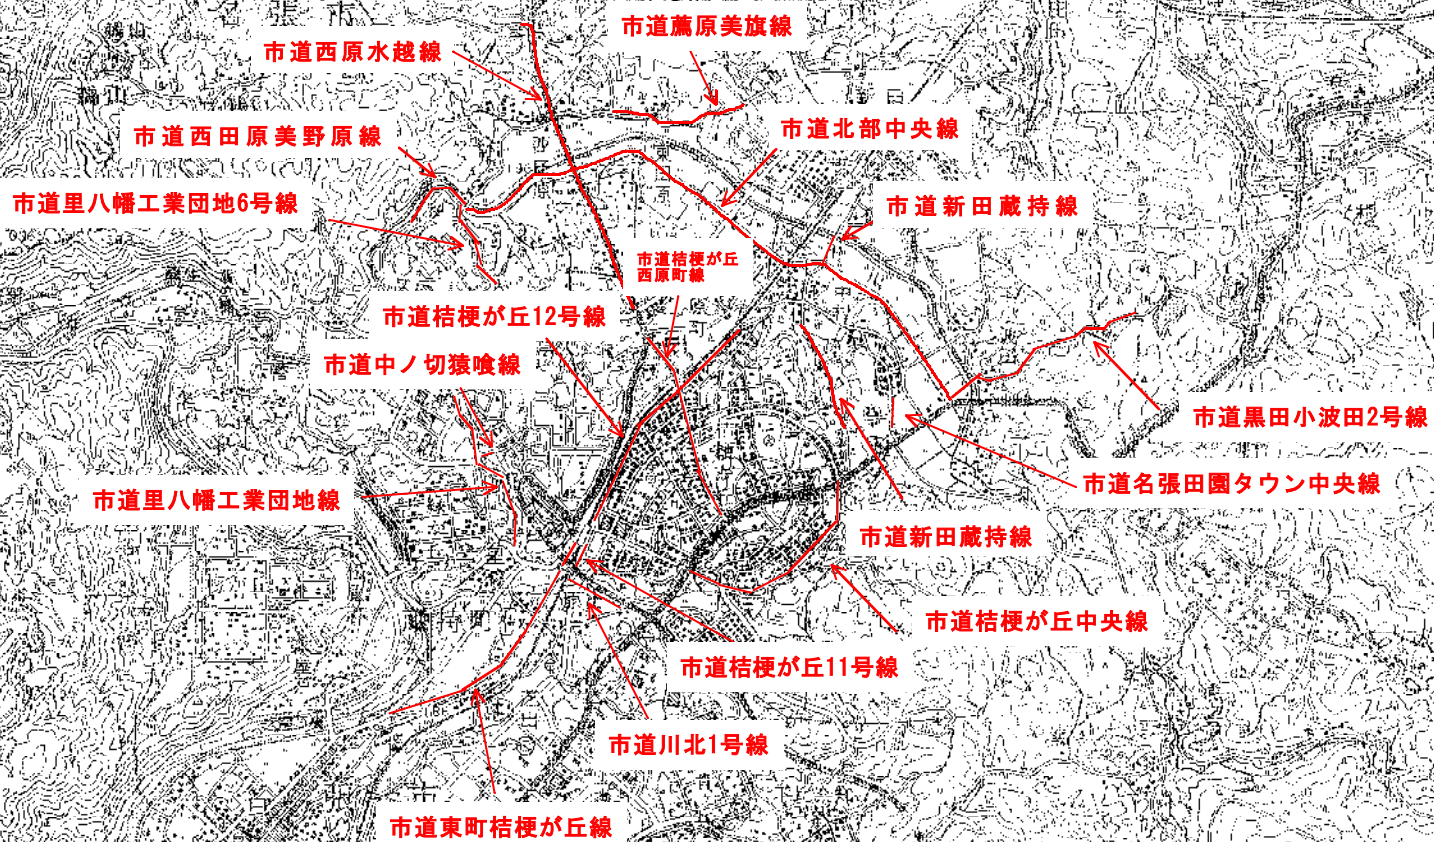 市道薦原美旗線
市道西原水越線
市道北部中央線
市道西田原美野原線
市道里八幡工業団地6号線
市道新田蔵持線
市道桔梗が丘
西原町線
市道桔梗が丘12号線
市道中ノ切猿喰線
市道黒田小波田2号線
市道名張田園タウン中央線
市道里八幡工業団地線
市道新田蔵持線
市道桔梗が丘中央線
市道桔梗が丘11号線
市道川北1号線
市道東町桔梗が丘線